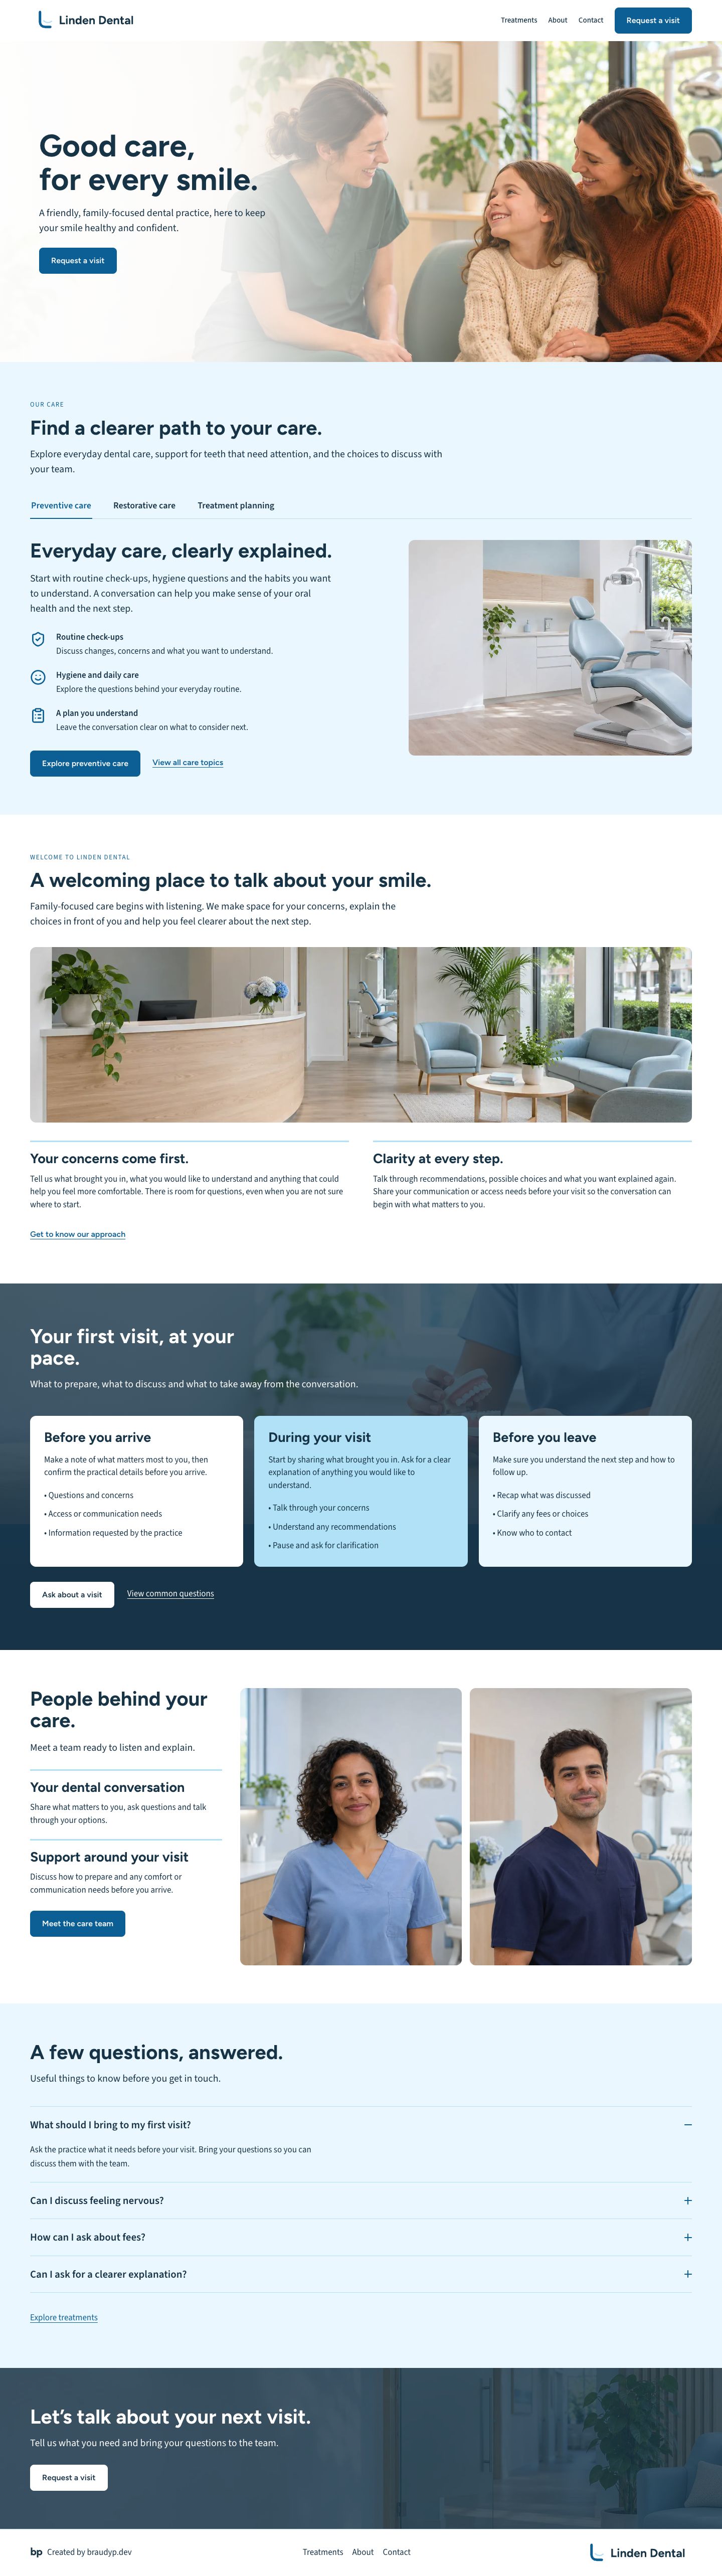 Linden Dental
Treatments About Contact Request a visit
Good care,
for every smile.
A friendly, family-focused dental practice, here to keep
your smile healthy and confident.
Request a visit
OUR CARE
Find a clearer path to your care.
Explore everyday dental care, support for teeth that need attention, and the choices to discuss with
your team.
Preventive care Restorative care Treatment planning
Everyday care, clearly explained.
Start with routine check-ups, hygiene questions and the habits you want
to understand. A conversation can help you make sense of your oral
health and the next step.
Routine check-ups
Discuss changes, concerns and what you want to understand.
Hygiene and daily care
Explore the questions behind your everyday routine.
A plan you understand
Leave the conversation clear on what to consider next.
Explore preventive care View all care topics
WELCOME TO LINDEN DENTAL
A welcoming place to talk about your smile.
Family-focused care begins with listening. We make space for your concerns, explain the
choices in front of you and help you feel clearer about the next step.
Your concerns come first.
Tell us what brought you in, what you would like to understand and anything that could
help you feel more comfortable. There is room for questions, even when you are not sure
where to start.
Clarity at every step.
Talk through recommendations, possible choices and what you want explained again.
Share your communication or access needs before your visit so the conversation can
begin with what matters to you.
Get to know our approach
Your first visit, at your
pace.
What to prepare, what to discuss and what to take away from the conversation.
Before you arrive
Make a note of what matters most to you, then
confirm the practical details before you arrive.
• Questions and concerns
• Access or communication needs
• Information requested by the practice
During your visit
Start by sharing what brought you in. Ask for a clear
explanation of anything you would like to
understand.
• Talk through your concerns
• Understand any recommendations
• Pause and ask for clarification
Before you leave
Make sure you understand the next step and how to
follow up.
• Recap what was discussed
• Clarify any fees or choices
• Know who to contact
Ask about a visit View common questions
People behind your
care.
Meet a team ready to listen and explain.
Your dental conversation
Share what matters to you, ask questions and talk
through your options.
Support around your visit
Discuss how to prepare and any comfort or
communication needs before you arrive.
Meet the care team
A few questions, answered.
Useful things to know before you get in touch.
What should I bring to my first visit?
Ask the practice what it needs before your visit. Bring your questions so you can
discuss them with the team.
Can I discuss feeling nervous?
How can I ask about fees?
Can I ask for a clearer explanation?
Explore treatments
Let’s talk about your next visit.
Tell us what you need and bring your questions to the team.
Request a visit
bp Created by braudyp.dev
Treatments About Contact
Linden Dental